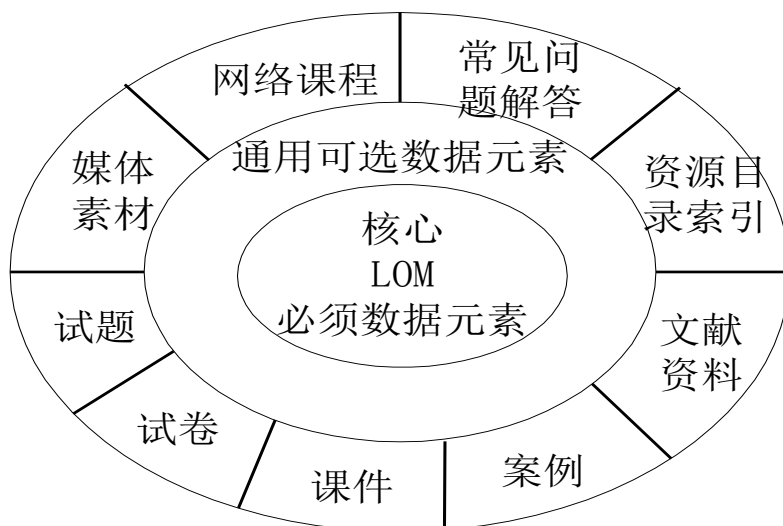 网络课程
常见问
题解答
媒体
素材
通用可选数据元素
资源目
录索引
核心
LOM
必须数据元素
试题
文献
资料
试卷
课件
案例